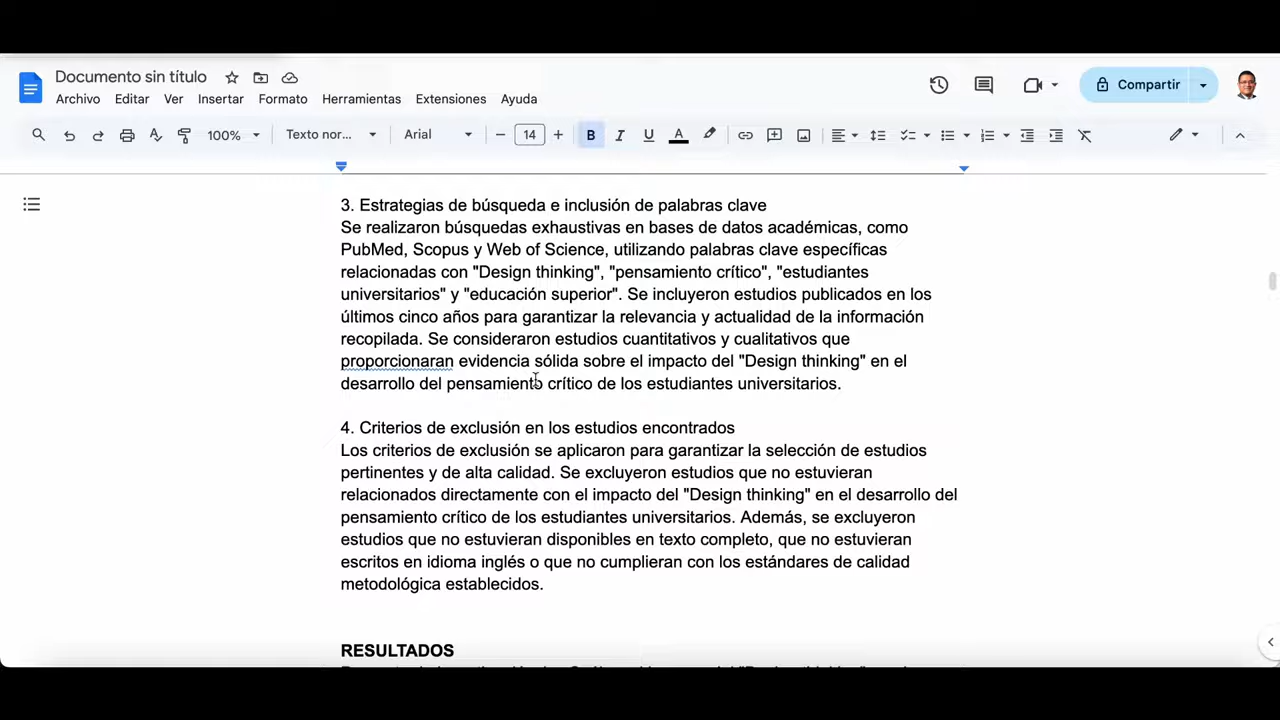 Documento sin título
Archivo Editar Ver Insertar Formato Herramientas Extensiones Ayuda
Compartir
100% Texto nor... Arial 14 B I U A
3. Estrategias de búsqueda e inclusión de palabras clave
Se realizaron búsquedas exhaustivas en bases de datos académicas, como
PubMed, Scopus y Web of Science, utilizando palabras clave específicas
relacionadas con "Design thinking", "pensamiento crítico", "estudiantes
universitarios" y "educación superior". Se incluyeron estudios publicados en los
últimos cinco años para garantizar la relevancia y actualidad de la información
recopilada. Se consideraron estudios cuantitativos y cualitativos que
proporcionaran evidencia sólida sobre el impacto del "Design thinking" en el
desarrollo del pensamiento crítico de los estudiantes universitarios.
4. Criterios de exclusión en los estudios encontrados
Los criterios de exclusión se aplicaron para garantizar la selección de estudios
pertinentes y de alta calidad. Se excluyeron estudios que no estuvieran
relacionados directamente con el impacto del "Design thinking" en el desarrollo del
pensamiento crítico de los estudiantes universitarios. Además, se excluyeron
estudios que no estuvieran disponibles en texto completo, que no estuvieran
escritos en idioma inglés o que no cumplieran con los estándares de calidad
metodológica establecidos.
RESULTADOS